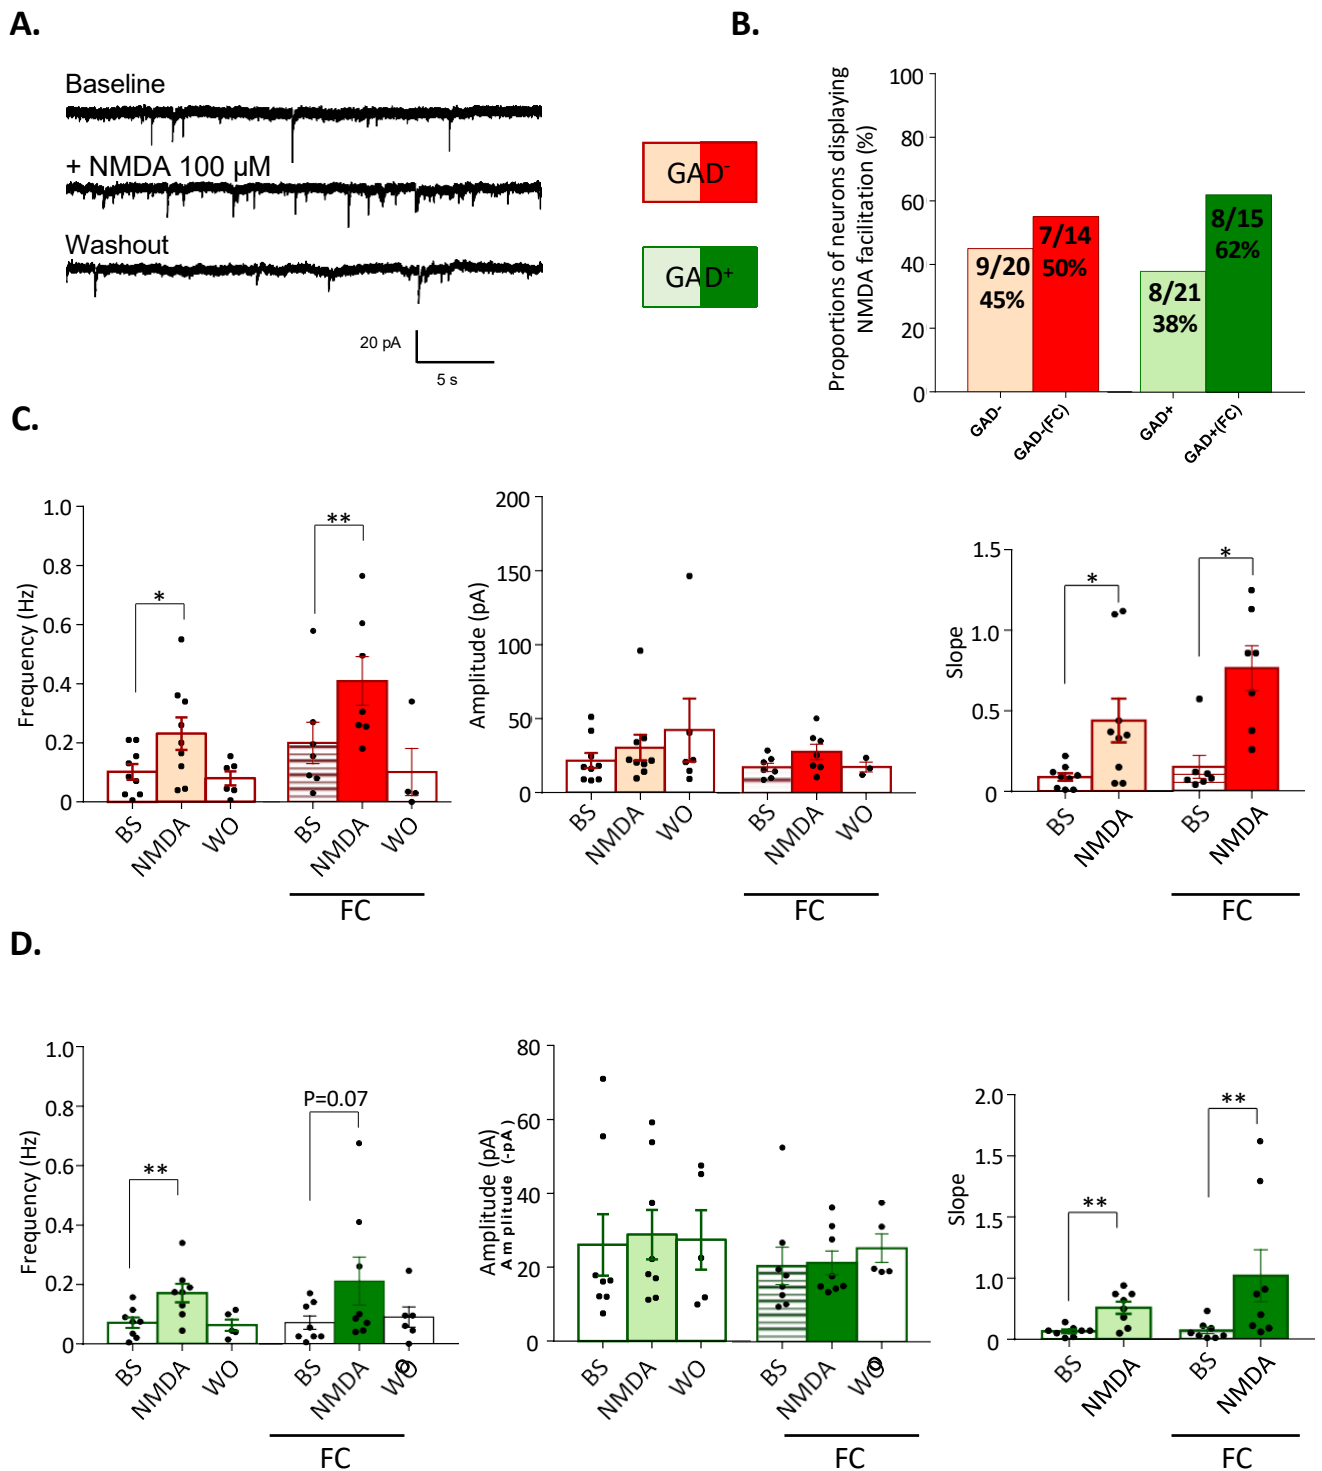 A.
Baseline
+ NMDA 100 µM
Washout
20 pA
5 s
GAD-
GAD+
B.
Proportions of neurons displaying
NMDA facilitation (%)
100
80
60
40
20
0
9/20
45%
7/14
50%
8/21
38%
8/15
62%
GAD-
GAD-(FC)
GAD+
GAD+(FC)
C.
Frequency (Hz)
1.0
0.8
0.6
0.4
0.2
0
*
**
BS
NMDA
WO
BS
NMDA
WO
FC
Amplitude (pA)
200
150
100
50
0
BS
NMDA
WO
BS
NMDA
WO
FC
Slope
1.5
1.0
0.5
0
*
*
BS
NMDA
BS
NMDA
FC
D.
Frequency (Hz)
1.0
0.8
0.6
0.4
0.2
0
**
P=0.07
BS
NMDA
WO
BS
NMDA
WO
FC
Amplitude (pA)
Amplitude (-pA)
80
60
40
20
0
BS
NMDA
WO
BS
NMDA
WO
FC
Slope
2.0
1.5
1.5
1.0
0
**
**
BS
NMDA
BS
NMDA
FC